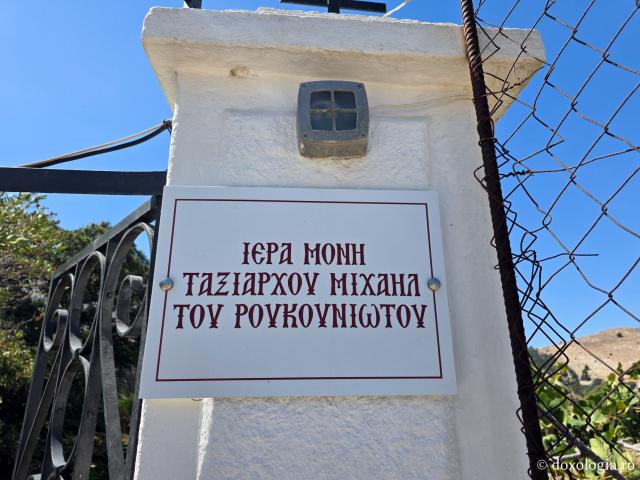 ΙΕΡΑ ΜΟΝΗ
ΤΑΞΙΑΡΧΟΥ ΜΙΧΑΗΛ
ΤΟΥ ΡΟΥΚΟΥΝΙΩΤΟΥ
© doxologia.ro